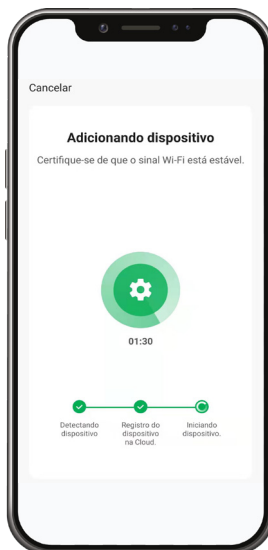 Cancelar
Adicionando dispositivo
Certifique-se de que o sinal Wi-Fi está estável.
01:30
Detectando
dispositivo
Registro do
dispositivo
na Cloud.
Iniciando
dispositivo.